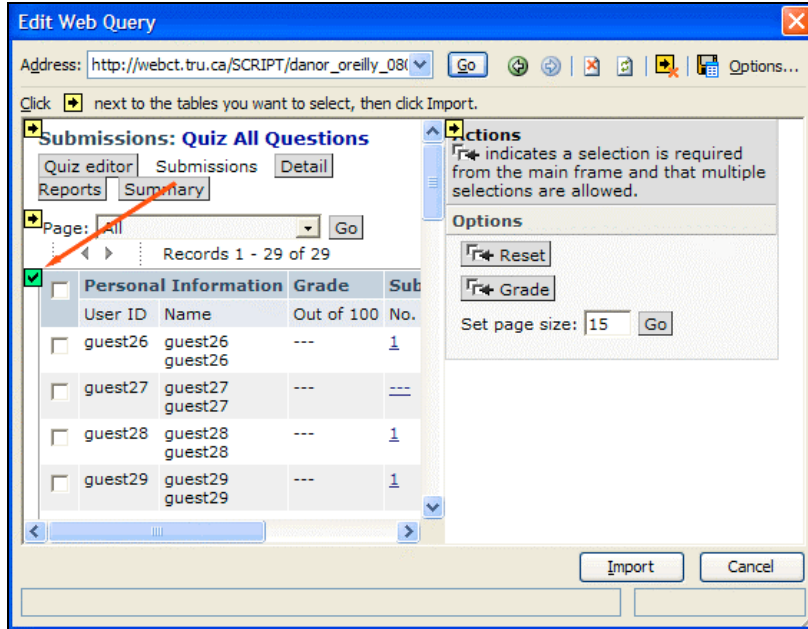 Edit Web Query
Address: http://webct.tru.ca/SCRIPT/danor_oreilly_08( Go Options...
Click next to the tables you want to select, then click Import.
Submissions: Quiz All Questions
Quiz editor Submissions Detail
Reports Summary
Page: All Go
Records 1 - 29 of 29
Personal Information Grade Sub
User ID Name Out of 100 No.
guest26 guest26 --- 1
guest26
guest27 guest27 --- ---
guest27
guest28 guest28 --- 1
guest28
guest29 guest29 --- 1
guest29
Actions
indicates a selection is required
from the main frame and that multiple
selections are allowed.
Options
Reset
Grade
Set page size: 15 Go
Import Cancel